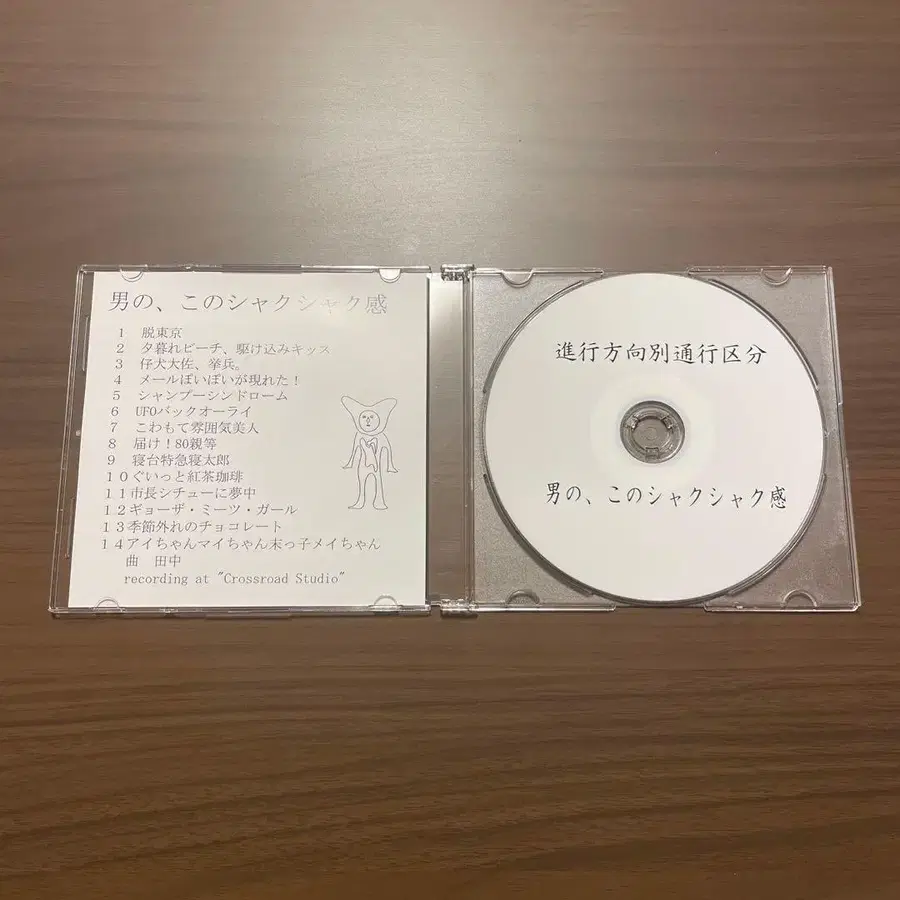 男の、このシャクシャク感
1 脱東京
2 夕暮れビーチ、駆け込みキッス
3 仔犬大佐、挙兵。
4 メールぽいぽいが現れた!
5 シャンプーシンドローム
6 UFOバックオーライ
7 こわもて雰囲気美人
8 届け!80親等
9 寝台特急寝太郎
10ぐいっと紅茶珈琲
11市長シチューに夢中
12ギョーザ・ミーツ・ガール
13季節外れのチョコレート
14アイちゃんマイちゃん末っ子メイちゃん
曲 田中
recording at "Crossroad Studio"
進行方向別通行区分
男の、このシャクシャク感